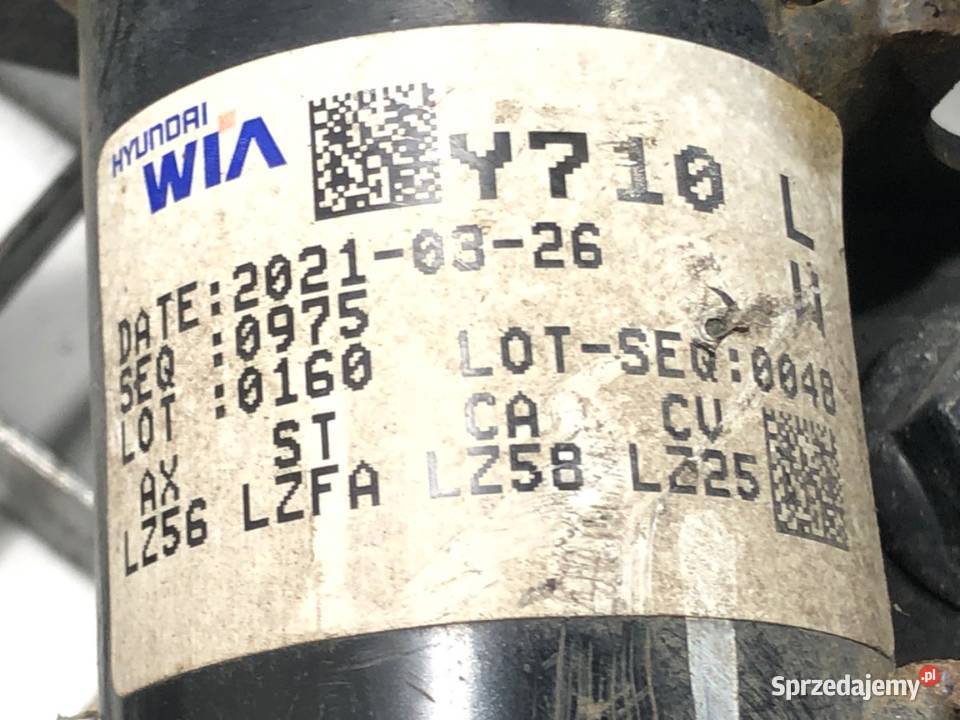 HYUNDAI
WIA
Y710 L
DATE:2021-03-26
SEQ :0975
LOT :0160 LOT-SEQ:0048
AX ST CA CV
LZ56 LZFA LZ58 LZ25
Sprzedajemy.pl